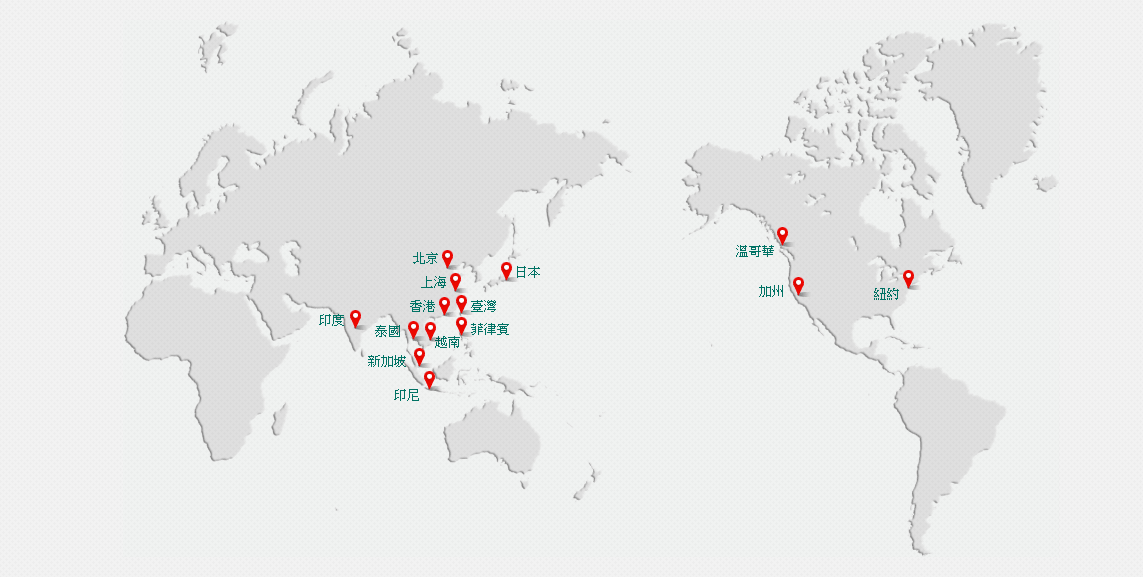 溫哥華
北京
日本
上海
加州
紐約
香港
臺灣
印度
泰國
菲律賓
越南
新加坡
印尼